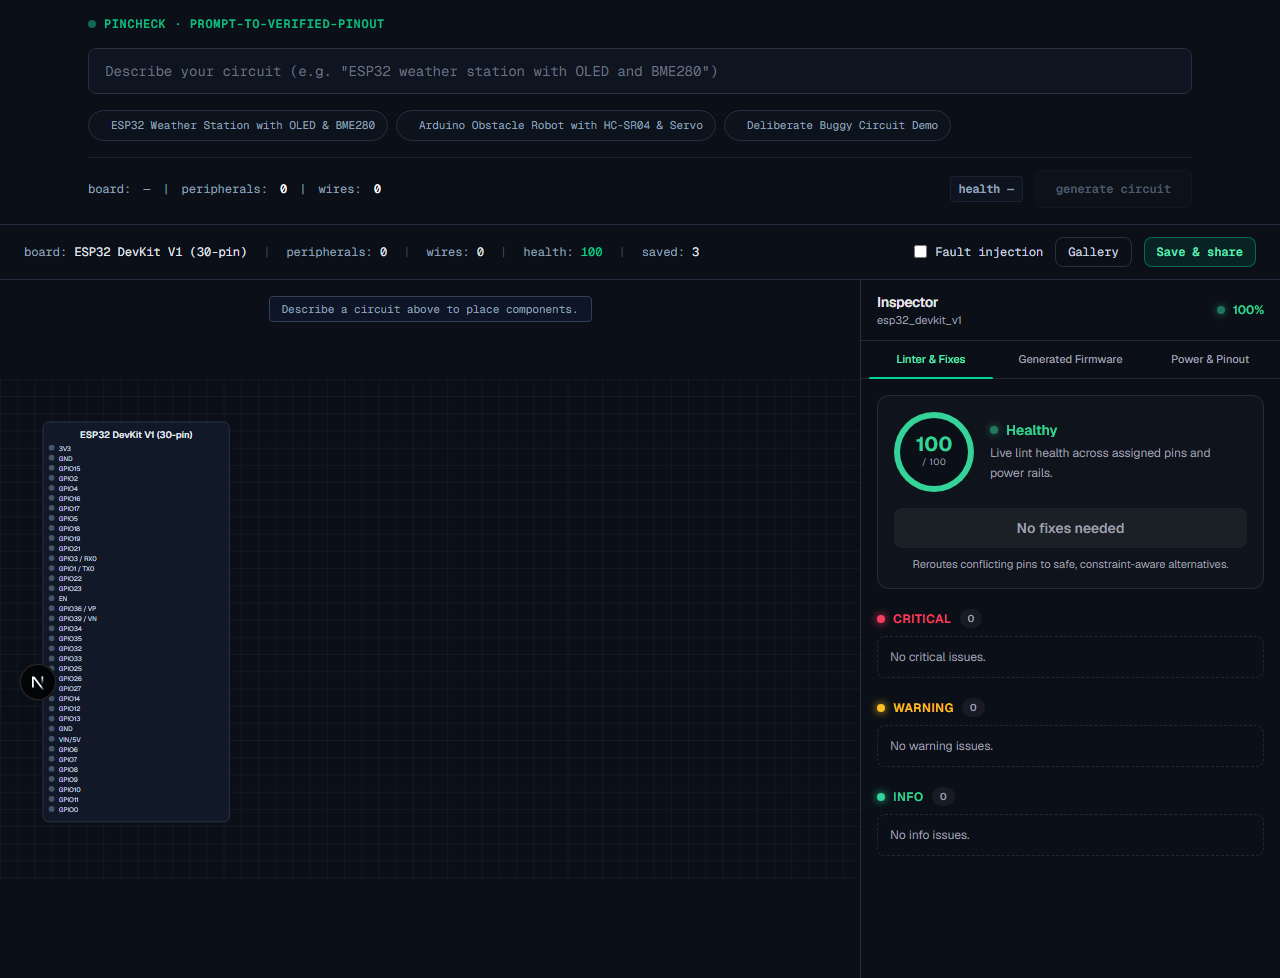 PINCHECK · PROMPT-TO-VERIFIED-PINOUT
Describe your circuit (e.g. "ESP32 weather station with OLED and BME280")
ESP32 Weather Station with OLED & BME280
Arduino Obstacle Robot with HC-SR04 & Servo
Deliberate Buggy Circuit Demo
board: — | peripherals: 0 | wires: 0
health —
generate circuit
board: ESP32 DevKit V1 (30-pin) | peripherals: 0 | wires: 0 | health: 100 | saved: 3
Fault injection
Gallery
Save & share
Describe a circuit above to place components.
ESP32 DevKit V1 (30-pin)
3V3
GND
GPIO15
GPIO2
GPIO4
GPIO16
GPIO17
GPIO5
GPIO18
GPIO19
GPIO21
GPIO3 / RX0
GPIO1 / TX0
GPIO22
GPIO23
EN
GPIO36 / VP
GPIO39 / VN
GPIO34
GPIO35
GPIO32
GPIO33
GPIO25
GPIO26
GPIO27
GPIO14
GPIO12
GPIO13
GND
VIN/5V
GPIO6
GPIO7
GPIO8
GPIO9
GPIO10
GPIO11
GPIO0
N
Inspector
esp32_devkit_v1
100%
Linter & Fixes
Generated Firmware
Power & Pinout
100
/ 100
Healthy
Live lint health across assigned pins and
power rails.
No fixes needed
Reroutes conflicting pins to safe, constraint-aware alternatives.
CRITICAL 0
No critical issues.
WARNING 0
No warning issues.
INFO 0
No info issues.